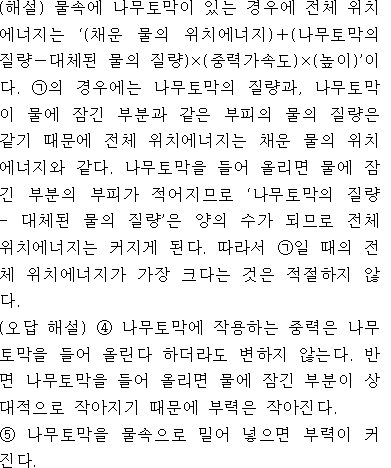 (해설) 물속에 나무토막이 있는 경우에 전체 위치
에너지는 ‘(채운 물의 위치에너지)+(나무토막의
질량−대체된 물의 질량)×(중력가속도)×(높이)’이
다. ㉠의 경우에는 나무토막의 질량과, 나무토막
이 물에 잠긴 부분과 같은 부피의 물의 질량은
같기 때문에 전체 위치에너지는 채운 물의 위치
에너지와 같다. 나무토막을 들어 올리면 물에 잠
긴 부분의 부피가 적어지므로 ‘나무토막의 질량
- 대체된 물의 질량’은 양의 수가 되므로 전체
위치에너지는 커지게 된다. 따라서 ㉠일 때의 전
체 위치에너지가 가장 크다는 것은 적절하지 않
다.
(오답 해설) ④ 나무토막에 작용하는 중력은 나무
토막을 들어 올린다 하더라도 변하지 않는다. 반
면 나무토막을 들어 올리면 물에 잠긴 부분이 상
대적으로 작아지기 때문에 부력은 작아진다.
⑤ 나무토막을 물속으로 밀어 넣으면 부력이 커
진다.